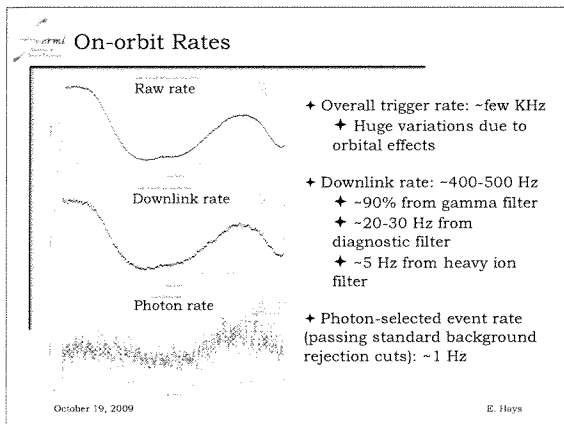 On-orbit Rates
Raw rate
Downlink rate
Photon rate
✦ Overall trigger rate: ~few KHz
✦ Huge variations due to
orbital effects
✦ Downlink rate: ~400-500 Hz
✦ ~90% from gamma filter
✦ ~20-30 Hz from
diagnostic filter
✦ ~5 Hz from heavy ion
filter
✦ Photon-selected event rate
(passing standard background
rejection cuts): ~1 Hz
October 19, 2009
E. Hays